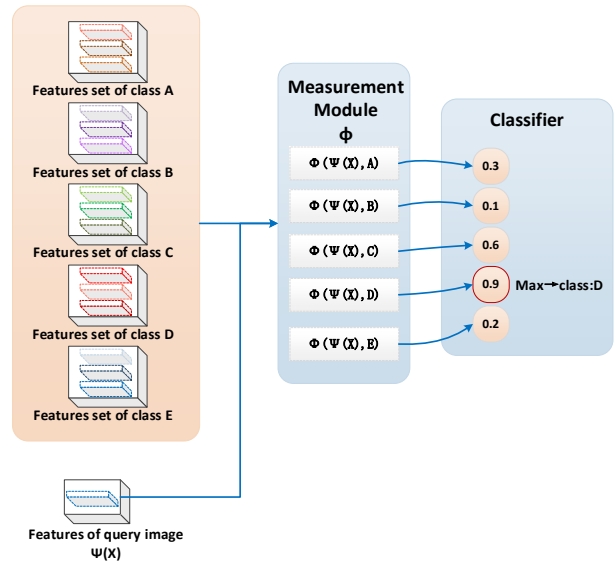 Features set of class A
Features set of class B
Features set of class C
Features set of class D
Features set of class E
Features of query image
Ψ(X)
Measurement
Module
ϕ
Φ(Ψ(X),A)
Φ(Ψ(X),B)
Φ(Ψ(X),C)
Φ(Ψ(X),D)
Φ(Ψ(X),E)
Classifier
0.3
0.1
0.6
0.9 Max→class:D
0.2